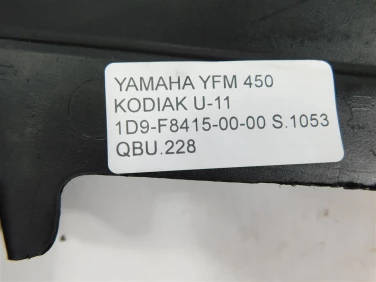 YAMAHA YFM 450
KODIAK U-11
1D9-F8415-00-00 S.1053
QBU.228